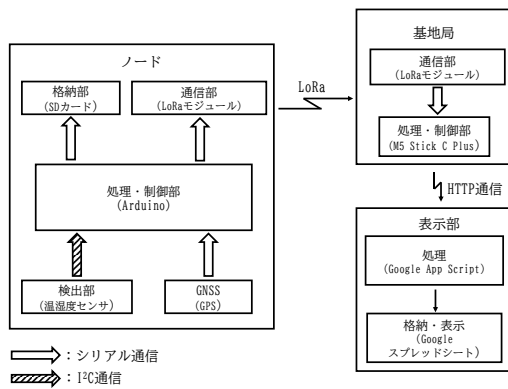 ノード
格納部
(SDカード)
通信部
(LoRaモジュール)
処理・制御部
(Arduino)
検出部
(温湿度センサ)
GNSS
(GPS)
LoRa
基地局
通信部
(LoRaモジュール)
処理・制御部
(M5 Stick C Plus)
HTTP通信
表示部
処理
(Google App Script)
格納・表示
(Google
スプレッドシート)
：シリアル通信
：I²C通信